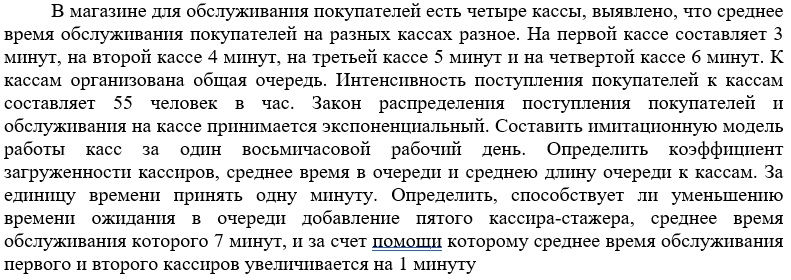 В магазине для обслуживания покупателей есть четыре кассы, выявлено, что среднее
время обслуживания покупателей на разных кассах разное. На первой кассе составляет 3
минут, на второй кассе 4 минут, на третьей кассе 5 минут и на четвертой кассе 6 минут. К
кассам организована общая очередь. Интенсивность поступления покупателей к кассам
составляет 55 человек в час. Закон распределения поступления покупателей и
обслуживания на кассе принимается экспоненциальный. Составить имитационную модель
работы касс за один восьмичасовой рабочий день. Определить коэффициент
загруженности кассиров, среднее время в очереди и среднею длину очереди к кассам. За
единицу времени принять одну минуту. Определить, способствует ли уменьшению
времени ожидания в очереди добавление пятого кассира-стажера, среднее время
обслуживания которого 7 минут, и за счет помощи которому среднее время обслуживания
первого и второго кассиров увеличивается на 1 минуту